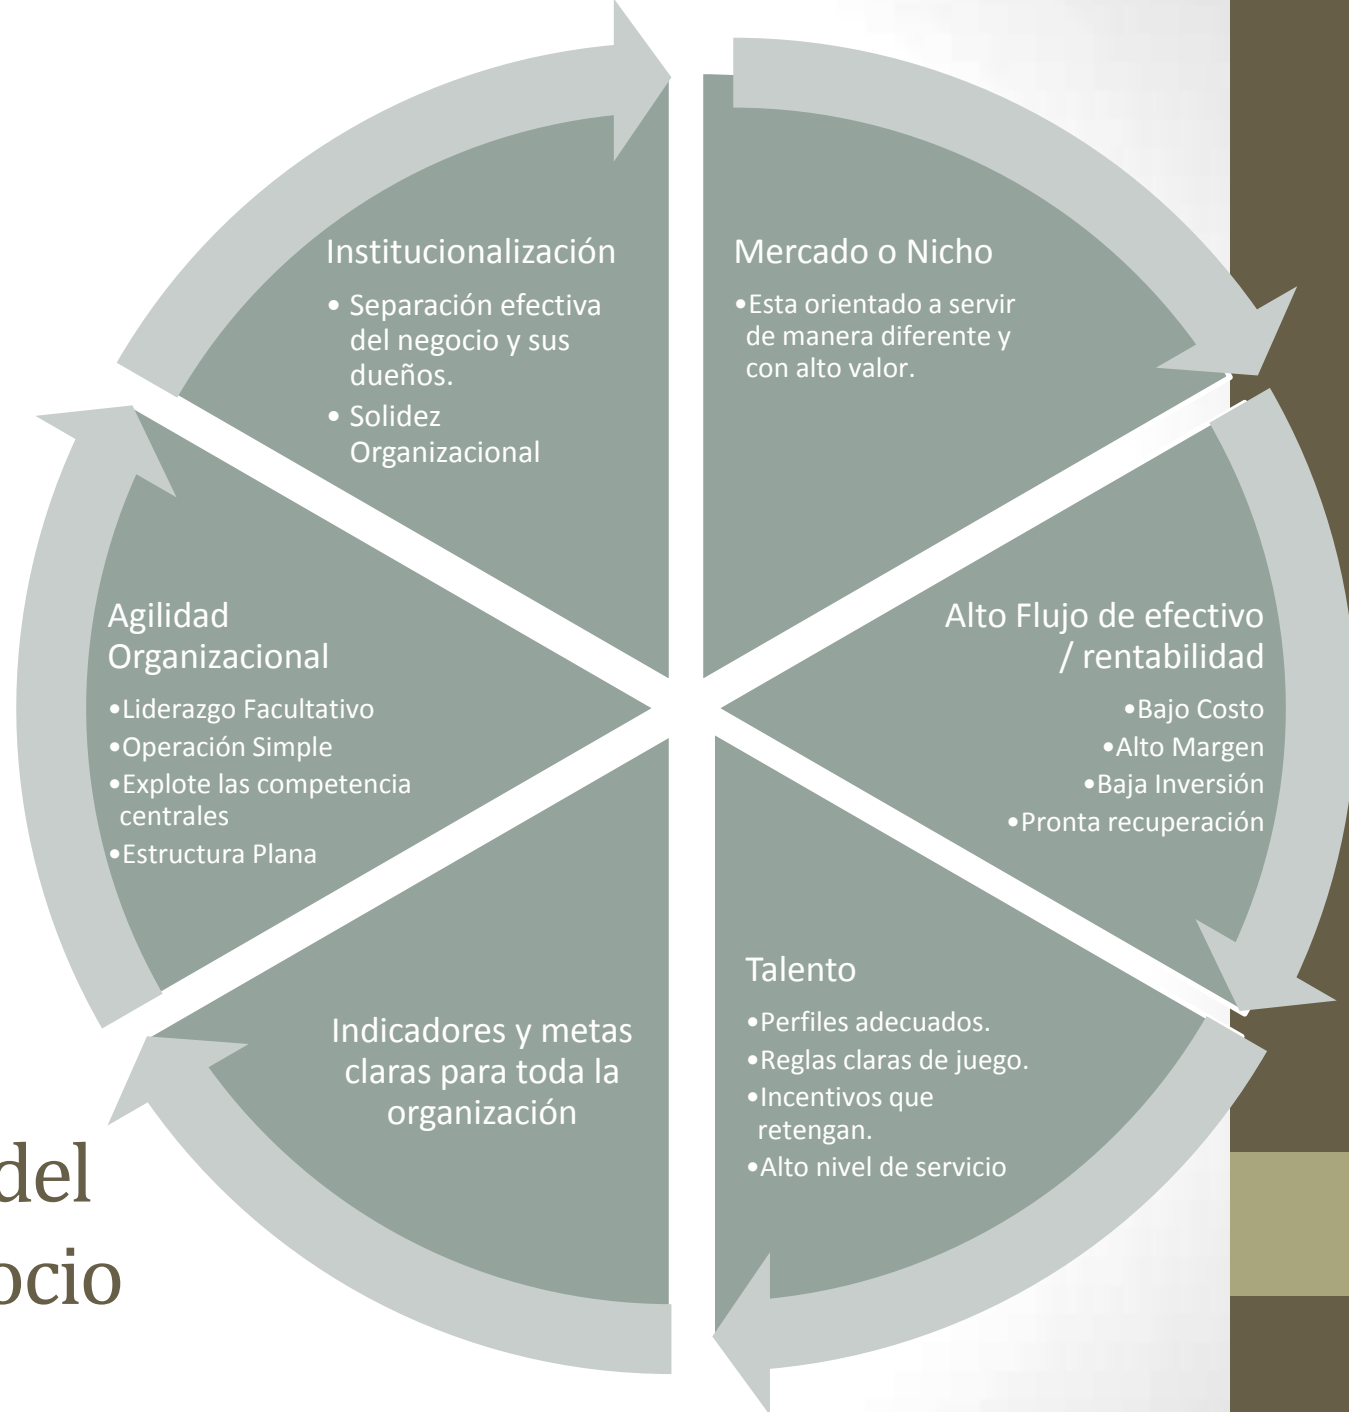 Institucionalización
• Separación efectiva
del negocio y sus
dueños.
• Solidez
Organizacional
Mercado o Nicho
•Esta orientado a servir
de manera diferente y
con alto valor.
Alto Flujo de efectivo
/ rentabilidad
•Bajo Costo
•Alto Margen
•Baja Inversión
•Pronta recuperación
Talento
•Perfiles adecuados.
•Reglas claras de juego.
•Incentivos que
retengan.
•Alto nivel de servicio
Indicadores y metas
claras para toda la
organización
Agilidad
Organizacional
•Liderazgo Facultativo
•Operación Simple
•Explote las competencia
centrales
•Estructura Plana
del
ocio